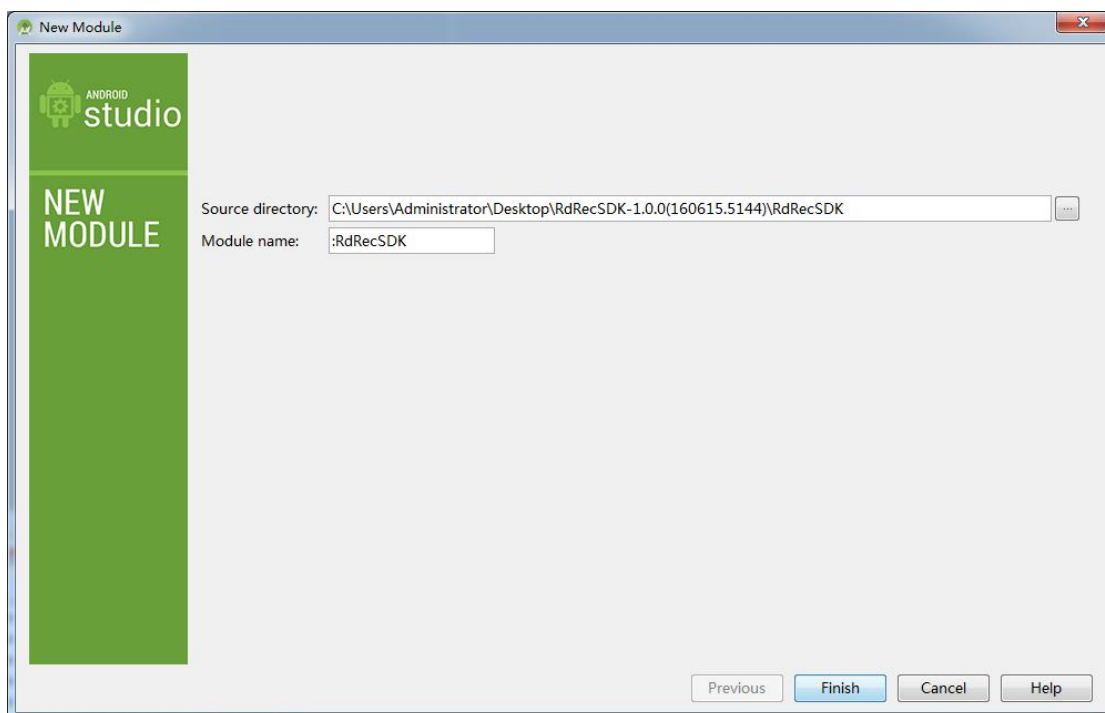 New Module
ANDROID
studio
NEW
MODULE
Source directory: C:\Users\Administrator\Desktop\RdRecSDK-1.0.0(160615.5144)\RdRecSDK ...
Module name: :RdRecSDK
Previous Finish Cancel Help